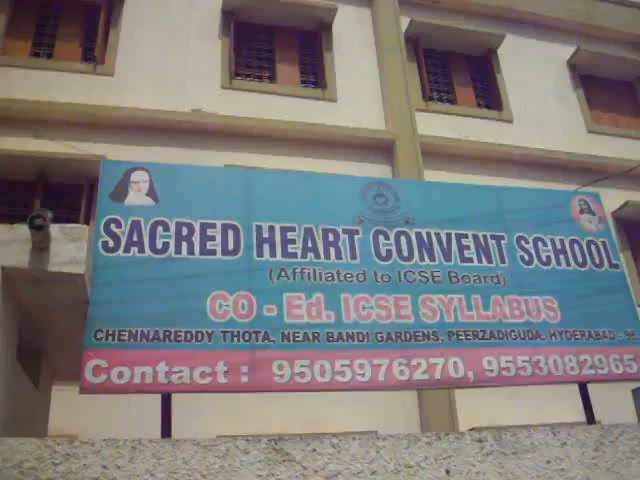 SACRED HEART CONVENT SCHOOL
(Affiliated to ICSE Board)
CO - Ed. ICSE SYLLABUS
CHENNAREDDY THOTA, NEAR BANDI GARDENS, PEERZADIGUDA, HYDERABAD -
Contact : 9505976270, 9553082965